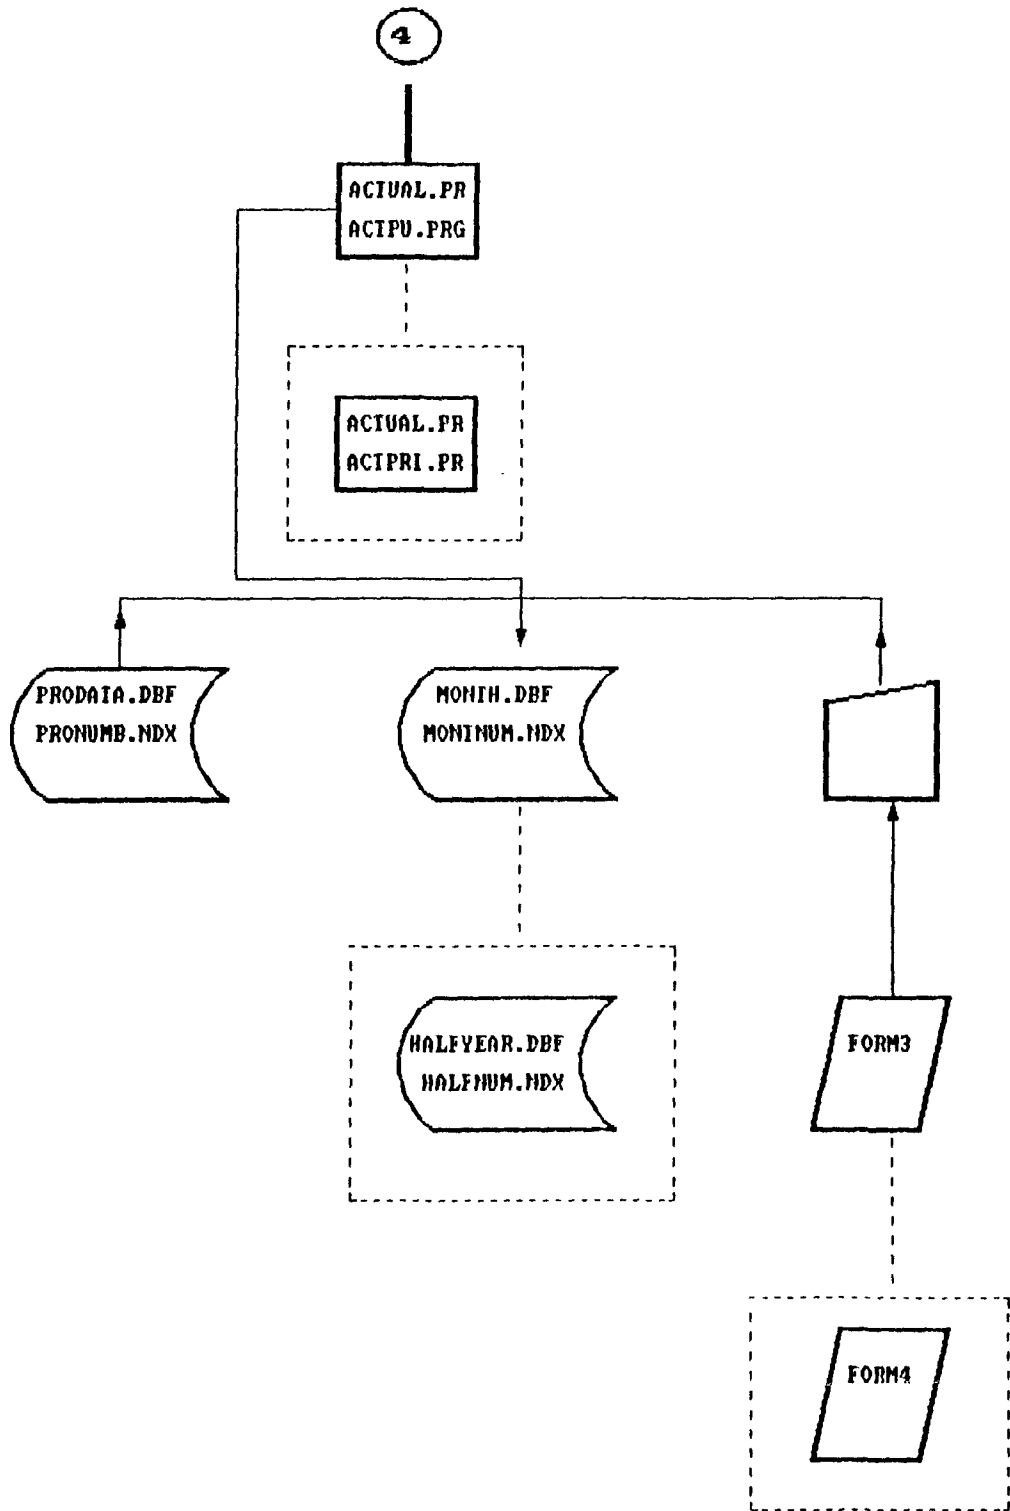 4
ACTUAL.PR
ACTPV.PRG
ACTUAL.PR
ACTPRI.PR
PRODATA.DBF
PRONUMB.NDX
MONTH.DBF
MONTNUM.NDX
HALFYEAR.DBF
HALFNUM.NDX
FORM3
FORM4